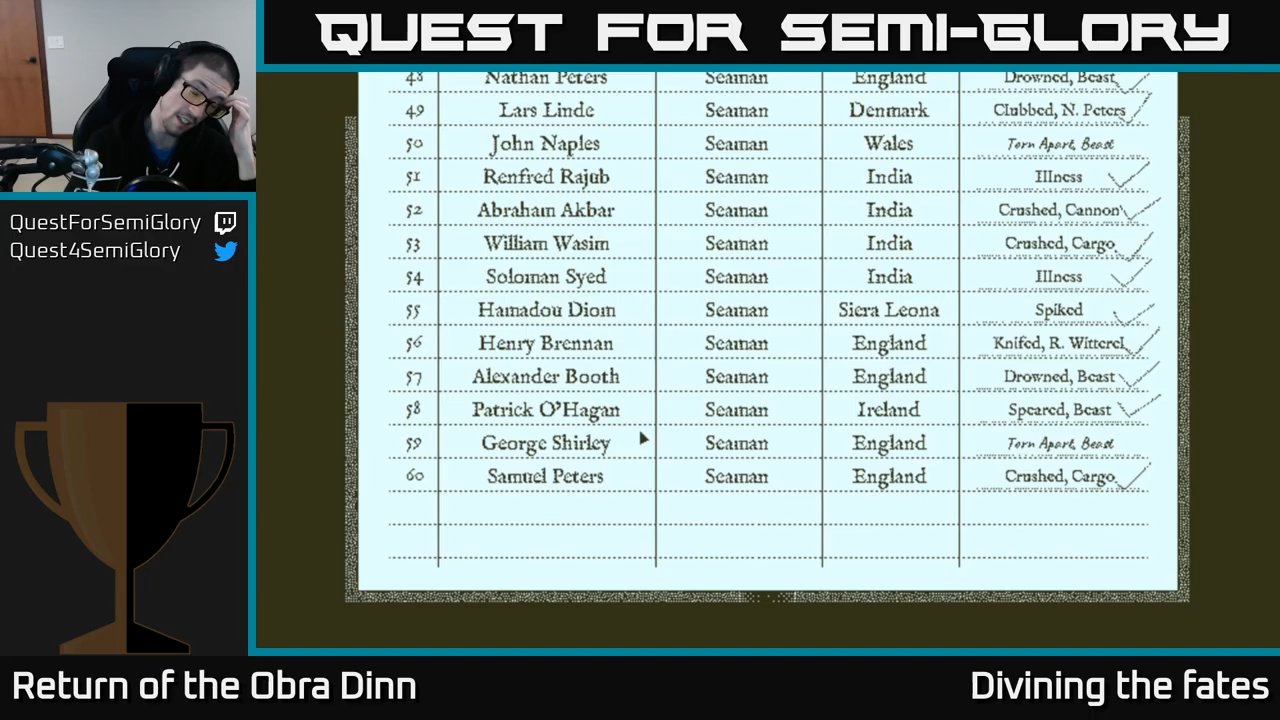 QUEST FOR SEMI-GLORY
QuestForSemiGlory
Quest4SemiGlory
48 Nathan Peters Seaman England Drowned, Beast
49 Lars Linde Seaman Denmark Clubbed, N. Peters
50 John Naples Seaman Wales Torn Apart, Beast
51 Renfred Rajub Seaman India Illness
52 Abraham Akbar Seaman India Crushed, Cannon
53 William Wasim Seaman India Crushed, Cargo
54 Soloman Syed Seaman India Illness
55 Hamadou Diom Seaman Siera Leona Spiked
56 Henry Brennan Seaman England Knifed, R. Witterel
57 Alexander Booth Seaman England Drowned, Beast
58 Patrick O'Hagan Seaman Ireland Speared, Beast
59 George Shirley Seaman England Torn Apart, Beast
60 Samuel Peters Seaman England Crushed, Cargo
Return of the Obra Dinn
Divining the fates